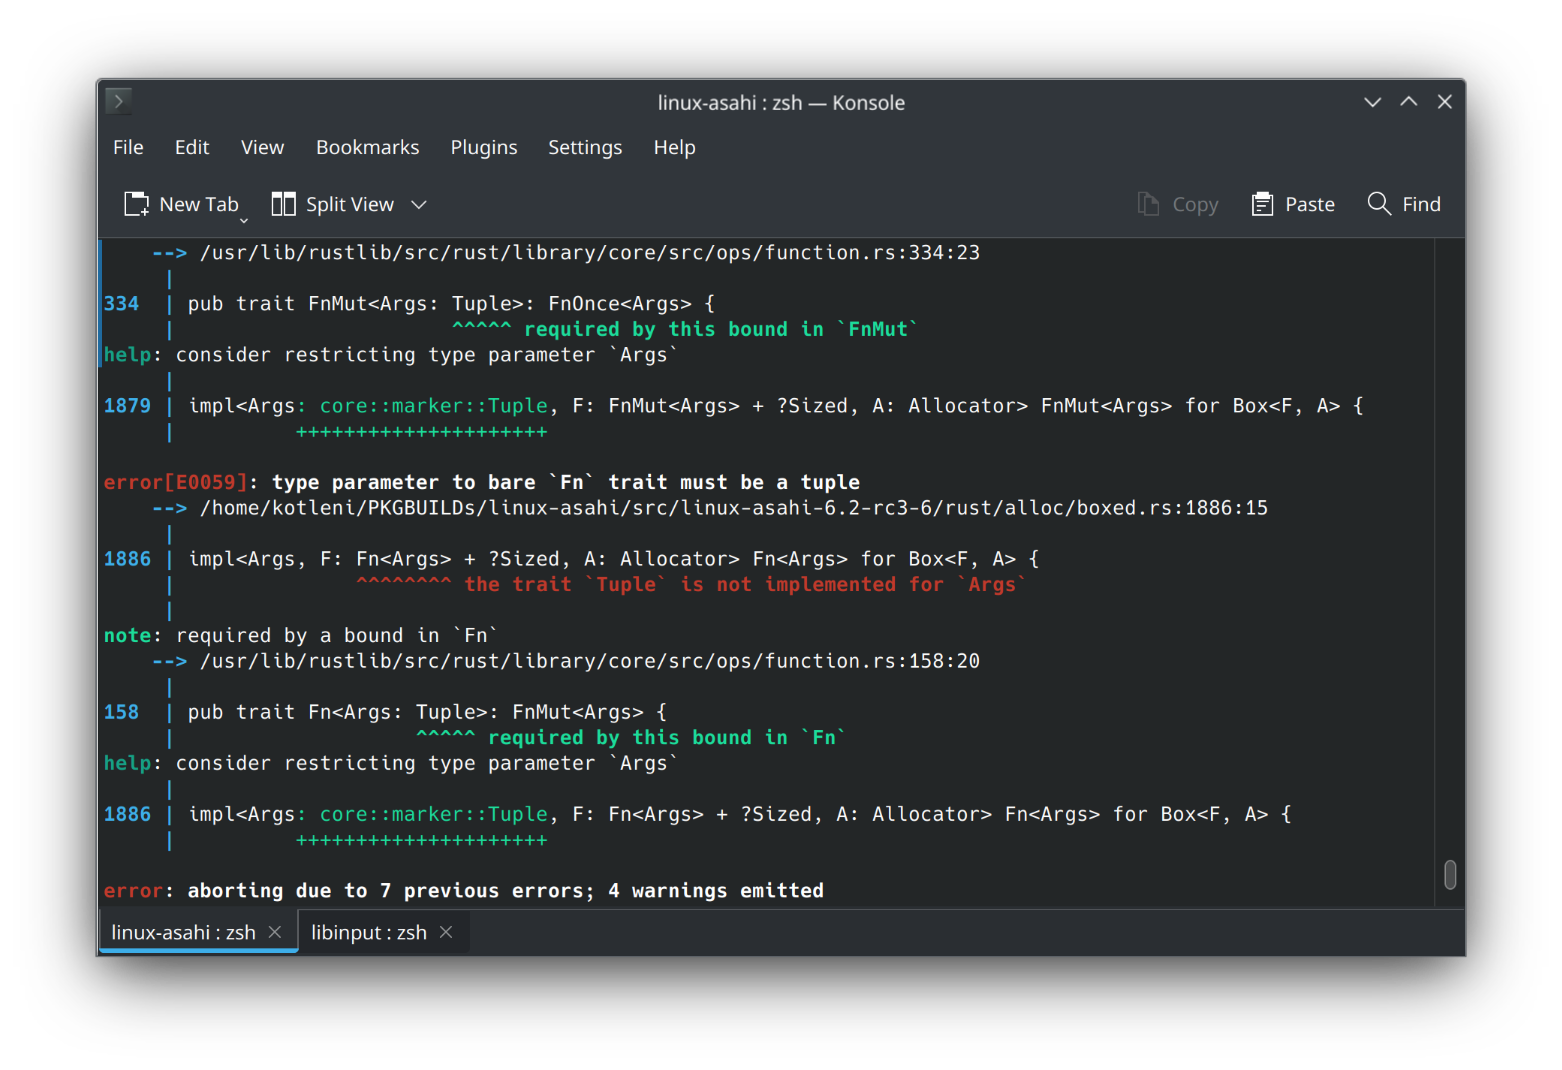 linux-asahi : zsh — Konsole
File Edit View Bookmarks Plugins Settings Help
New Tab Split View Copy Paste Find
--> /usr/lib/rustlib/src/rust/library/core/src/ops/function.rs:334:23
|
334 | pub trait FnMut<Args: Tuple>: FnOnce<Args> {
| ^^^^^ required by this bound in `FnMut`
help: consider restricting type parameter `Args`
|
1879 | impl<Args: core::marker::Tuple, F: FnMut<Args> + ?Sized, A: Allocator> FnMut<Args> for Box<F, A> {
| +++++++++++++++++++++
error[E0059]: type parameter to bare `Fn` trait must be a tuple
--> /home/kotleni/PKGBUILDs/linux-asahi/src/linux-asahi-6.2-rc3-6/rust/alloc/boxed.rs:1886:15
|
1886 | impl<Args, F: Fn<Args> + ?Sized, A: Allocator> Fn<Args> for Box<F, A> {
| ^^^^^^^^ the trait `Tuple` is not implemented for `Args`
|
note: required by a bound in `Fn`
--> /usr/lib/rustlib/src/rust/library/core/src/ops/function.rs:158:20
|
158 | pub trait Fn<Args: Tuple>: FnMut<Args> {
| ^^^^^ required by this bound in `Fn`
help: consider restricting type parameter `Args`
|
1886 | impl<Args: core::marker::Tuple, F: Fn<Args> + ?Sized, A: Allocator> Fn<Args> for Box<F, A> {
| +++++++++++++++++++++
error: aborting due to 7 previous errors; 4 warnings emitted
linux-asahi : zsh libinput : zsh